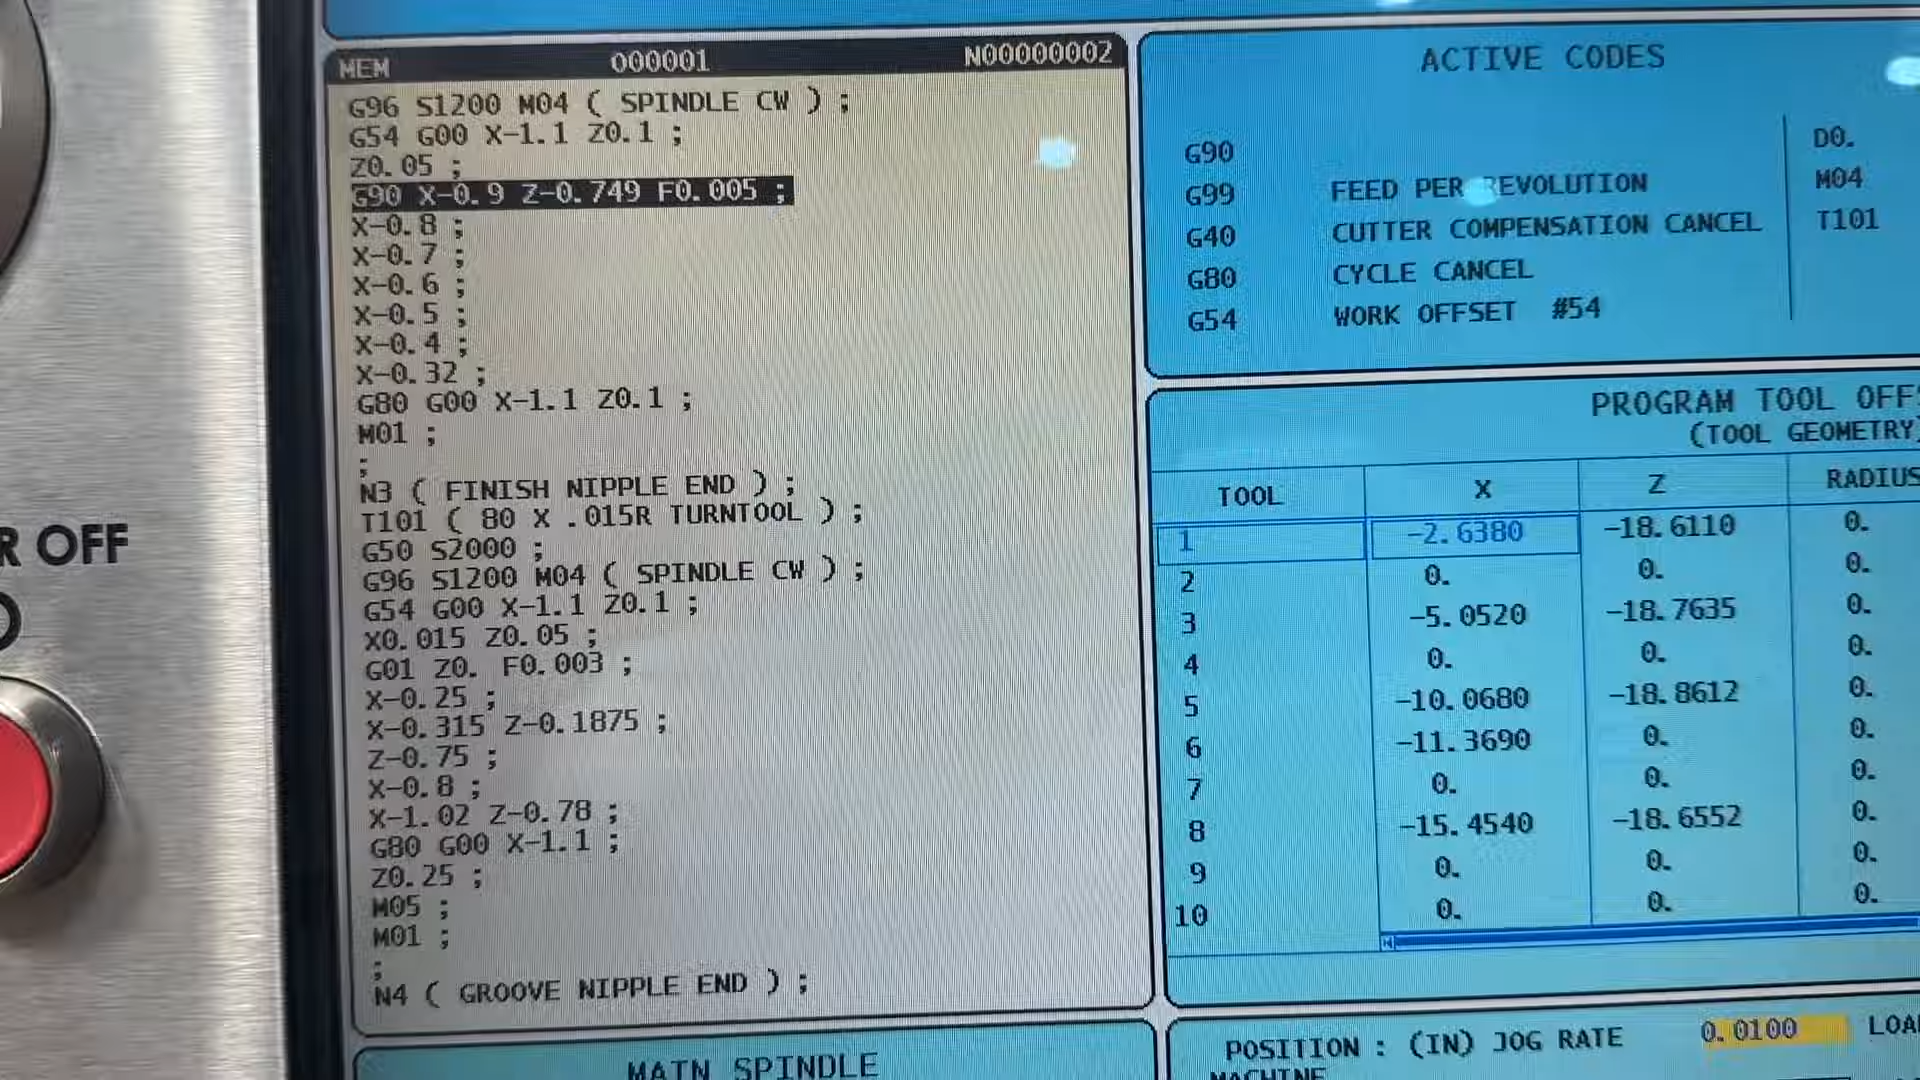 MEM O00001 N00000002
G96 S1200 M04 ( SPINDLE CW ) ;
G54 G00 X-1.1 Z0.1 ;
Z0.05 ;
G90 X-0.9 Z-0.749 F0.005 ;
X-0.8 ;
X-0.7 ;
X-0.6 ;
X-0.5 ;
X-0.4 ;
X-0.32 ;
G80 G00 X-1.1 Z0.1 ;
M01 ;
;
N3 ( FINISH NIPPLE END ) ;
T101 ( 80 X .015R TURNTOOL ) ;
G50 S2000 ;
G96 S1200 M04 ( SPINDLE CW ) ;
G54 G00 X-1.1 Z0.1 ;
X0.015 Z0.05 ;
G01 Z0. F0.003 ;
X-0.25 ;
X-0.315 Z-0.1875 ;
Z-0.75 ;
X-0.8 ;
X-1.02 Z-0.78 ;
G80 G00 X-1.1 ;
Z0.25 ;
M05 ;
M01 ;
;
N4 ( GROOVE NIPPLE END ) ;
MAIN SPINDLE
ACTIVE CODES
G90 D0.
G99 FEED PER REVOLUTION M04
G40 CUTTER COMPENSATION CANCEL T101
G80 CYCLE CANCEL
G54 WORK OFFSET #54
PROGRAM TOOL OFFS
(TOOL GEOMETRY)
TOOL X Z RADIUS
1 -2.6380 -18.6110 0.
2 0. 0. 0.
3 -5.0520 -18.7635 0.
4 0. 0. 0.
5 -10.0680 -18.8612 0.
6 -11.3690 0. 0.
7 0. 0. 0.
8 -15.4540 -18.6552 0.
9 0. 0. 0.
10 0. 0. 0.
POSITION : (IN) JOG RATE 0.0100 LOA
MACHINE
R OFF